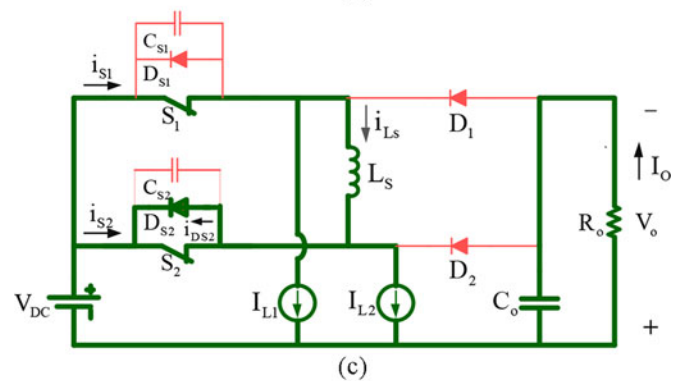 C_S1
i_S1
D_S1
S_1
D_1
−
i_Ls
I_O
C_S2
L_S
i_S2
D_S2
i_DS2
R_o
V_o
S_2
D_2
V_DC
+
I_L1
I_L2
C_o
+
(c)